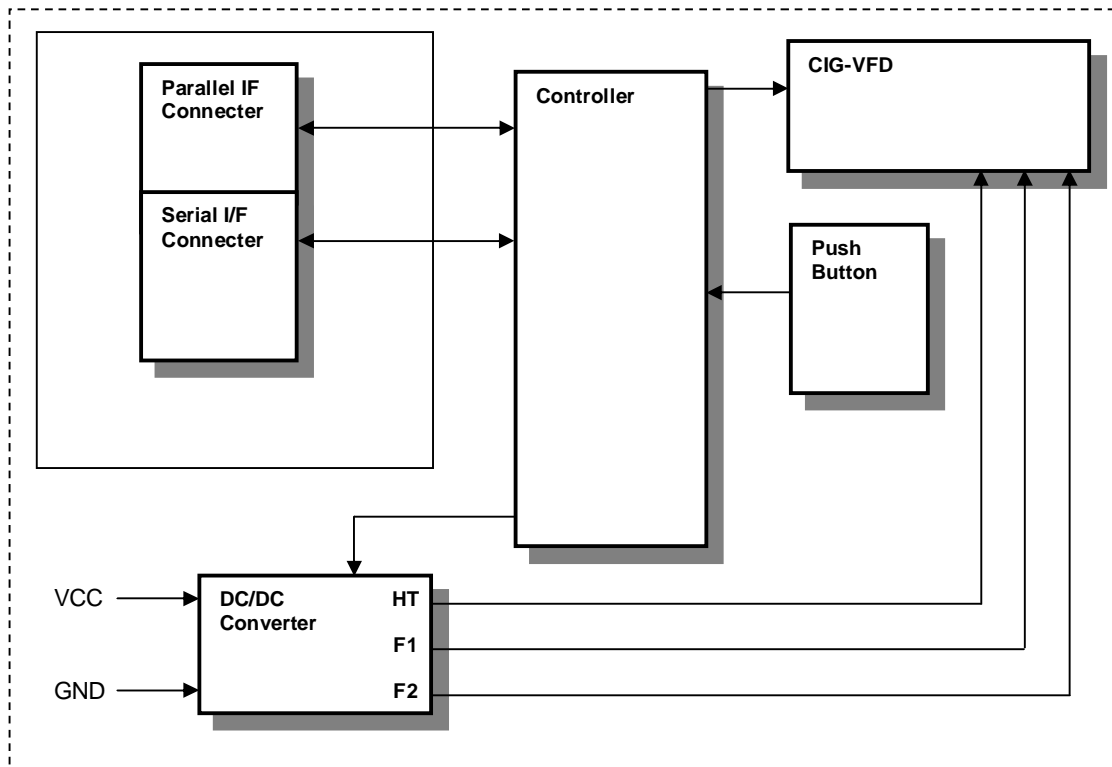 Parallel IF
Connecter
Serial I/F
Connecter
Controller
CIG-VFD
Push
Button
VCC
GND
DC/DC
Converter
HT
F1
F2